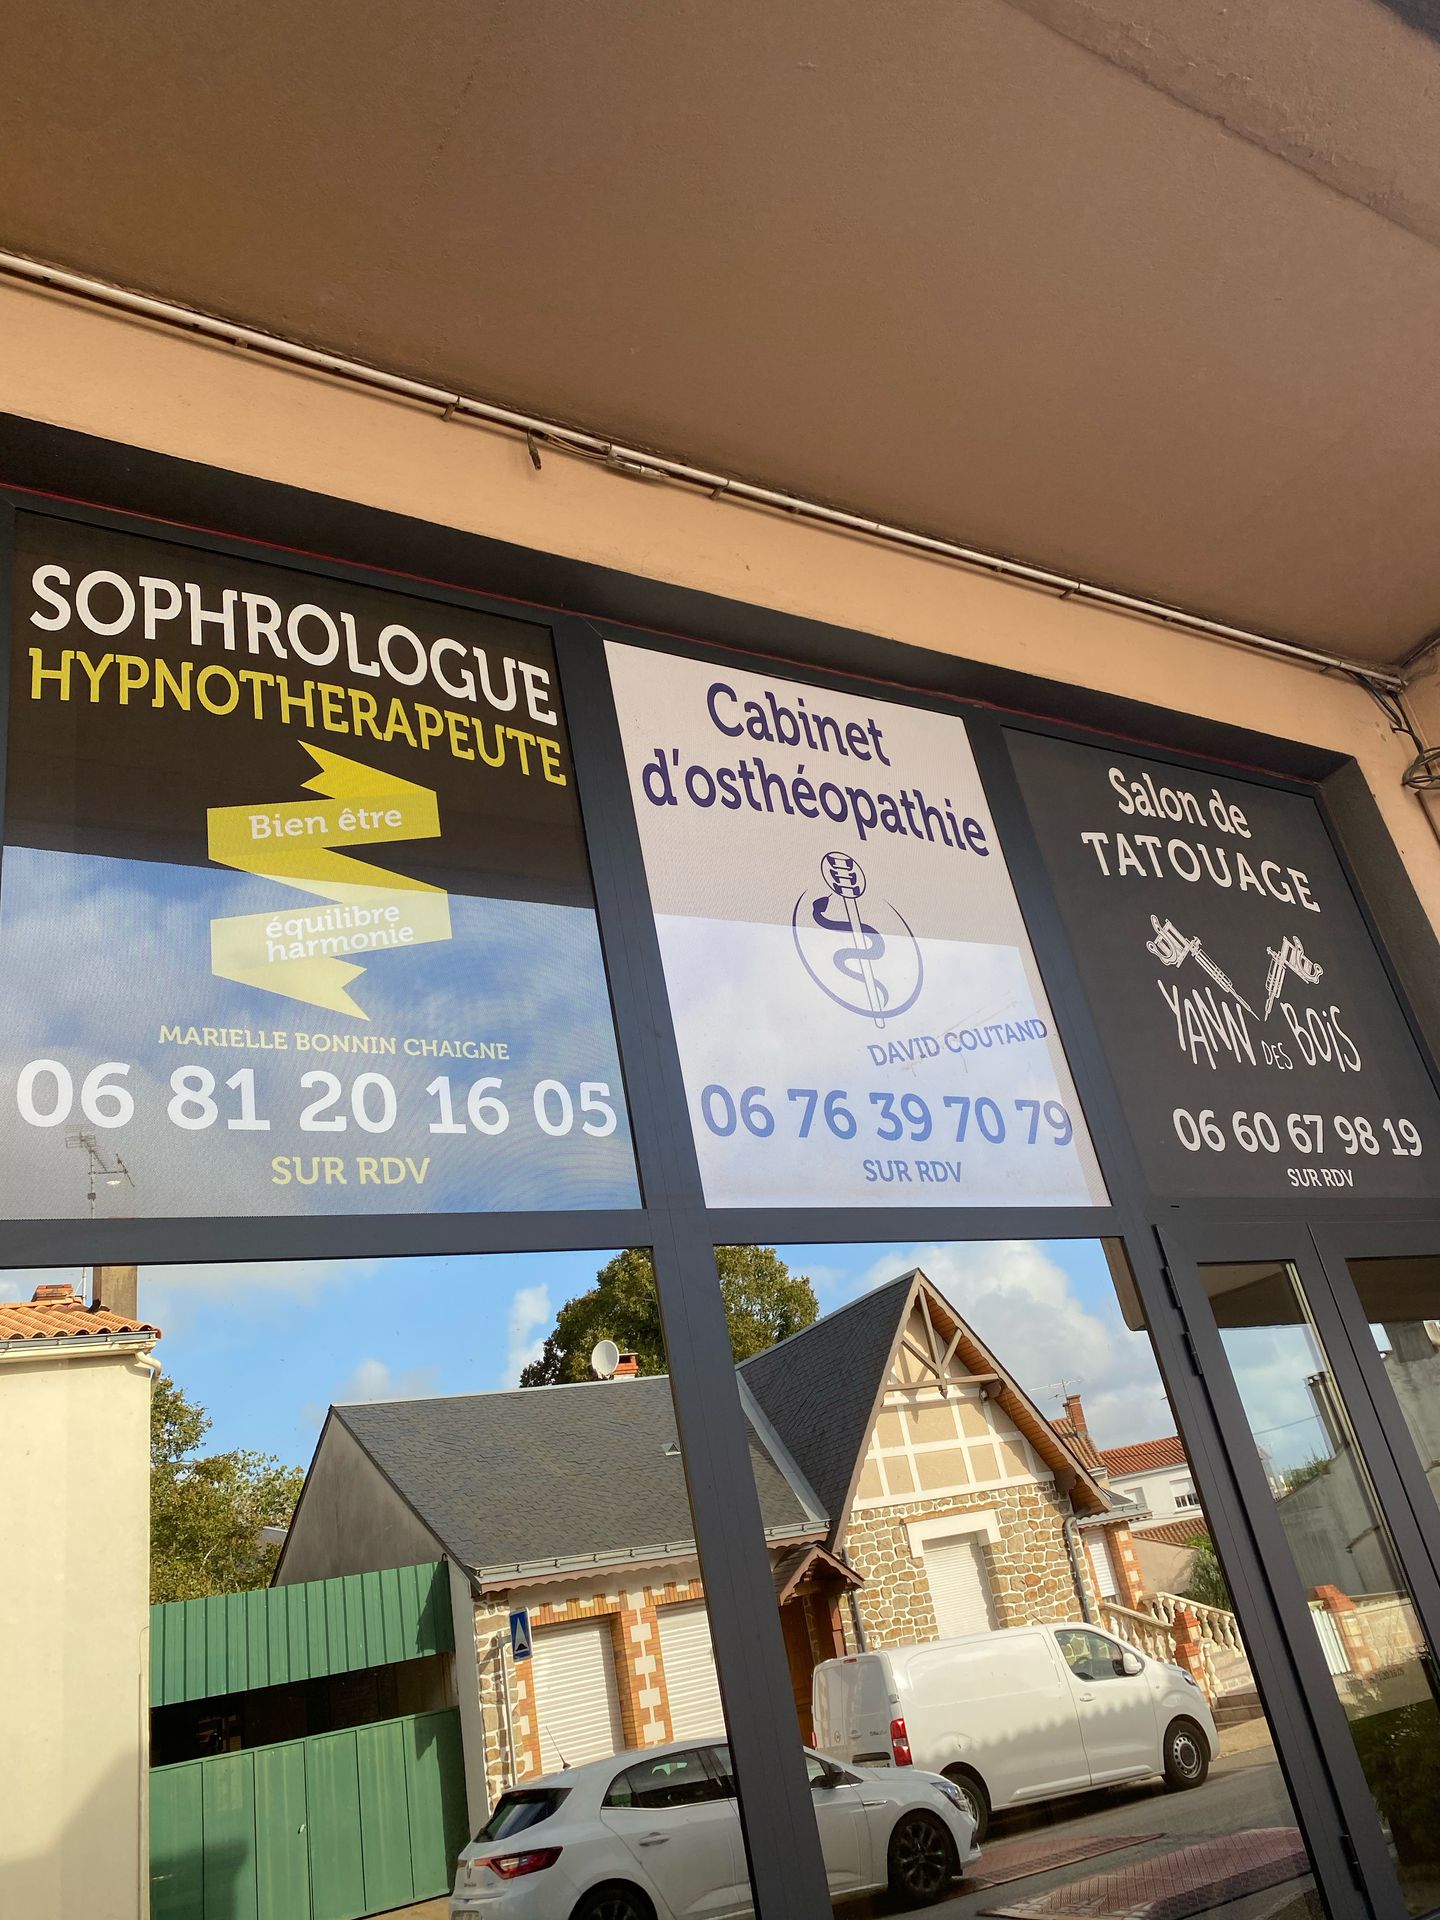 SOPHROLOGUE
HYPNOTHERAPEUTE
Bien être
équilibre
harmonie
MARIELLE BONNIN CHAIGNE
06 81 20 16 05
SUR RDV
Cabinet
d'osthéopathie
DAVID COUTAND
06 76 39 70 79
SUR RDV
Salon de
TATOUAGE
YANN DES BOIS
06 60 67 98 19
SUR RDV